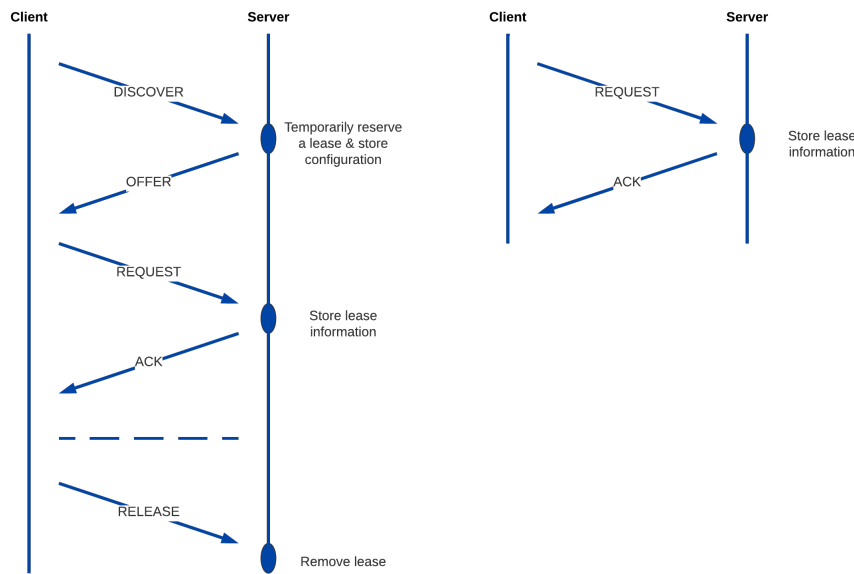 Client
Server
DISCOVER
Temporarily reserve
a lease & store
configuration
OFFER
REQUEST
Store lease
information
ACK
RELEASE
Remove lease
Client
Server
REQUEST
Store lease
information
ACK